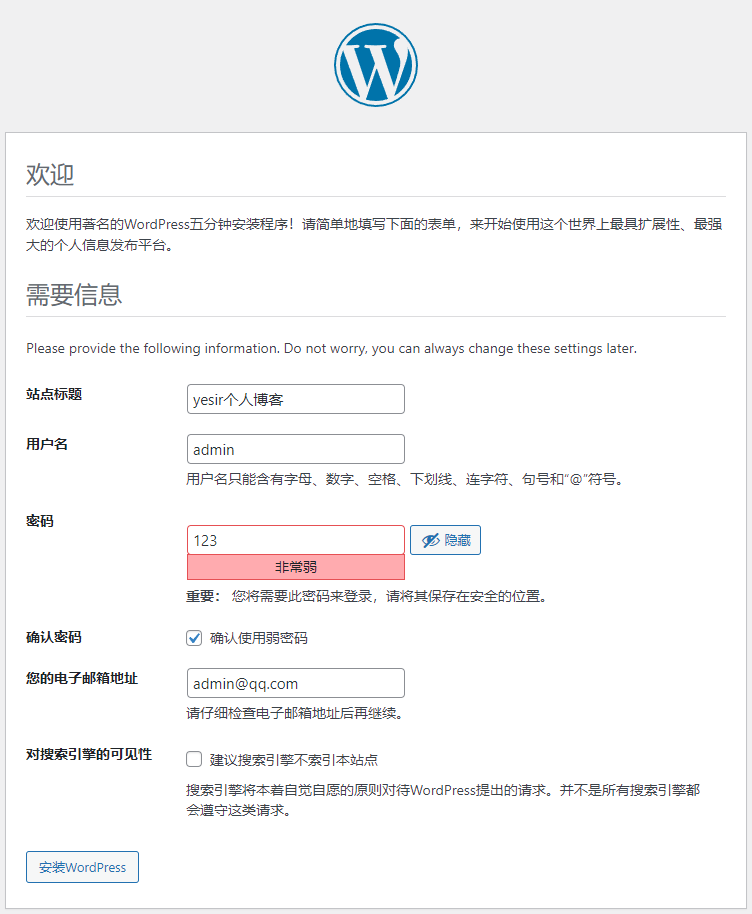 欢迎
欢迎使用著名的WordPress五分钟安装程序！请简单地填写下面的表单，来开始使用这个世界上最具扩展性、最强
大的个人信息发布平台。
需要信息
Please provide the following information. Do not worry, you can always change these settings later.
站点标题
yesir个人博客
用户名
admin
用户名只能含有字母、数字、空格、下划线、连字符、句号和“@”符号。
密码
123
隐藏
非常弱
重要： 您将需要此密码来登录，请将其保存在安全的位置。
确认密码
确认使用弱密码
您的电子邮箱地址
admin@qq.com
请仔细检查电子邮箱地址后再继续。
对搜索引擎的可见性
建议搜索引擎不索引本站点
搜索引擎将本着自觉自愿的原则对待WordPress提出的请求。并不是所有搜索引擎都
会遵守这类请求。
安装WordPress